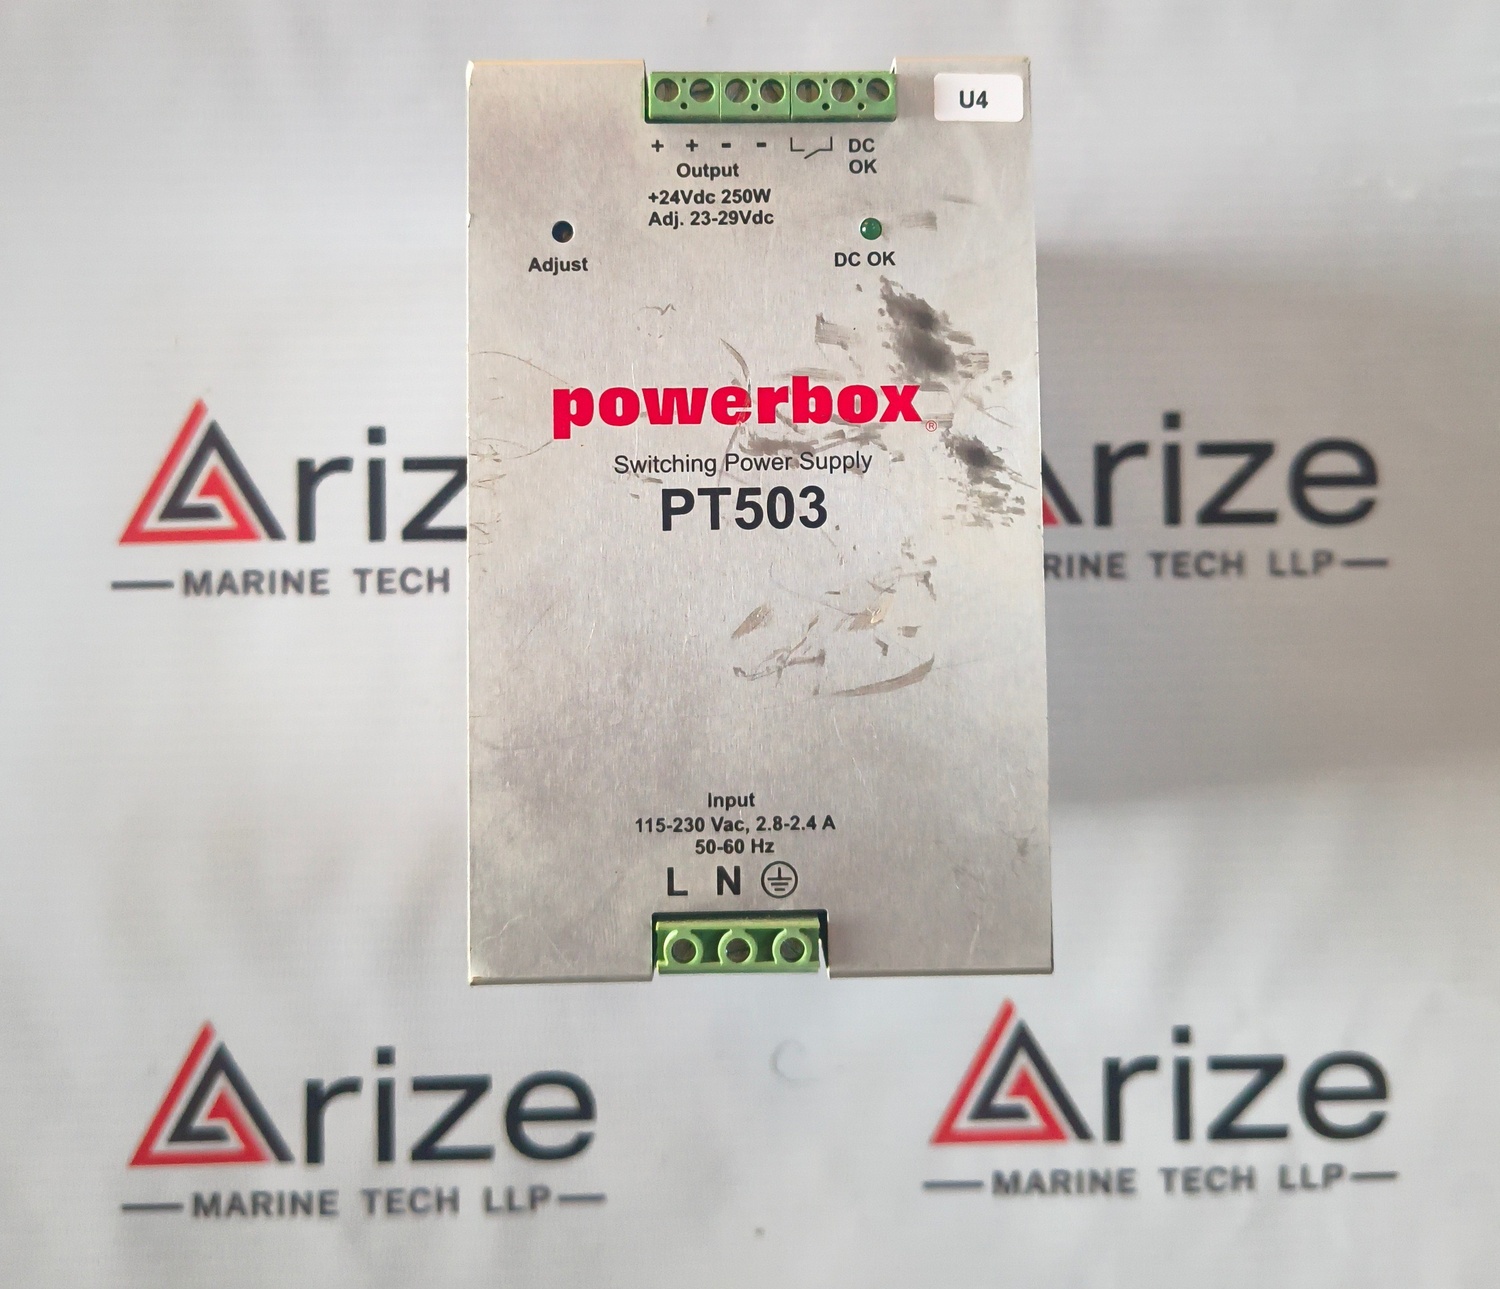 U4
+ + - - DC
OK
Output
+24Vdc 250W
Adj. 23-29Vdc
Adjust
DC OK
powerbox®
Switching Power Supply
PT503
Input
115-230 Vac, 2.8-2.4 A
50-60 Hz
L N
Ariz
MARINE TECH
Arize
RINE TECH LLP
Arize
MARINE TECH LLP
Arize
MARINE TECH LLP